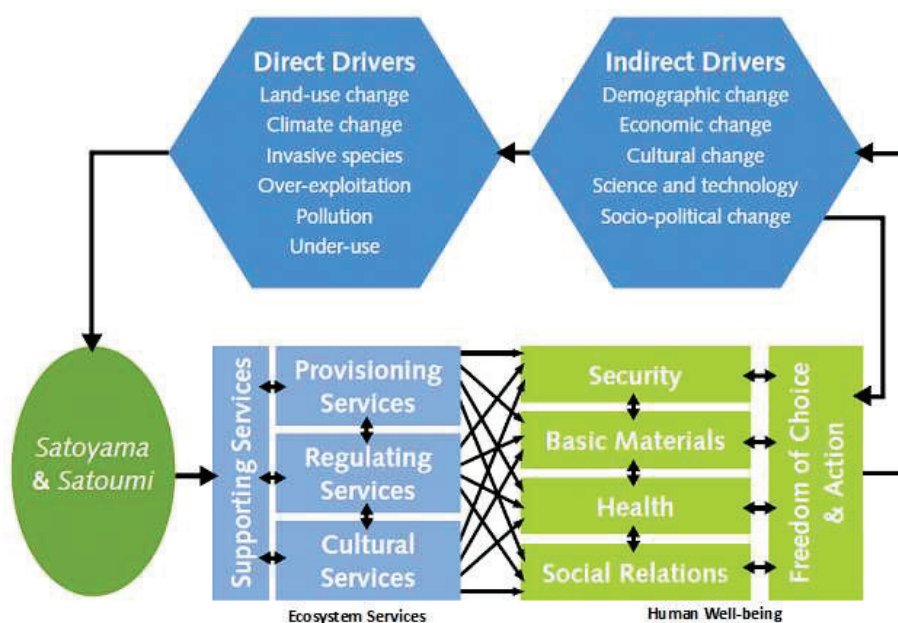 Direct Drivers
Land-use change
Climate change
Invasive species
Over-exploitation
Pollution
Under-use
Indirect Drivers
Demographic change
Economic change
Cultural change
Science and technology
Socio-political change
Satoyama
& Satoumi
Supporting Services
Provisioning
Services
Regulating
Services
Cultural
Services
Security
Basic Materials
Health
Social Relations
Freedom of Choice
& Action
Ecosystem Services
Human Well-being